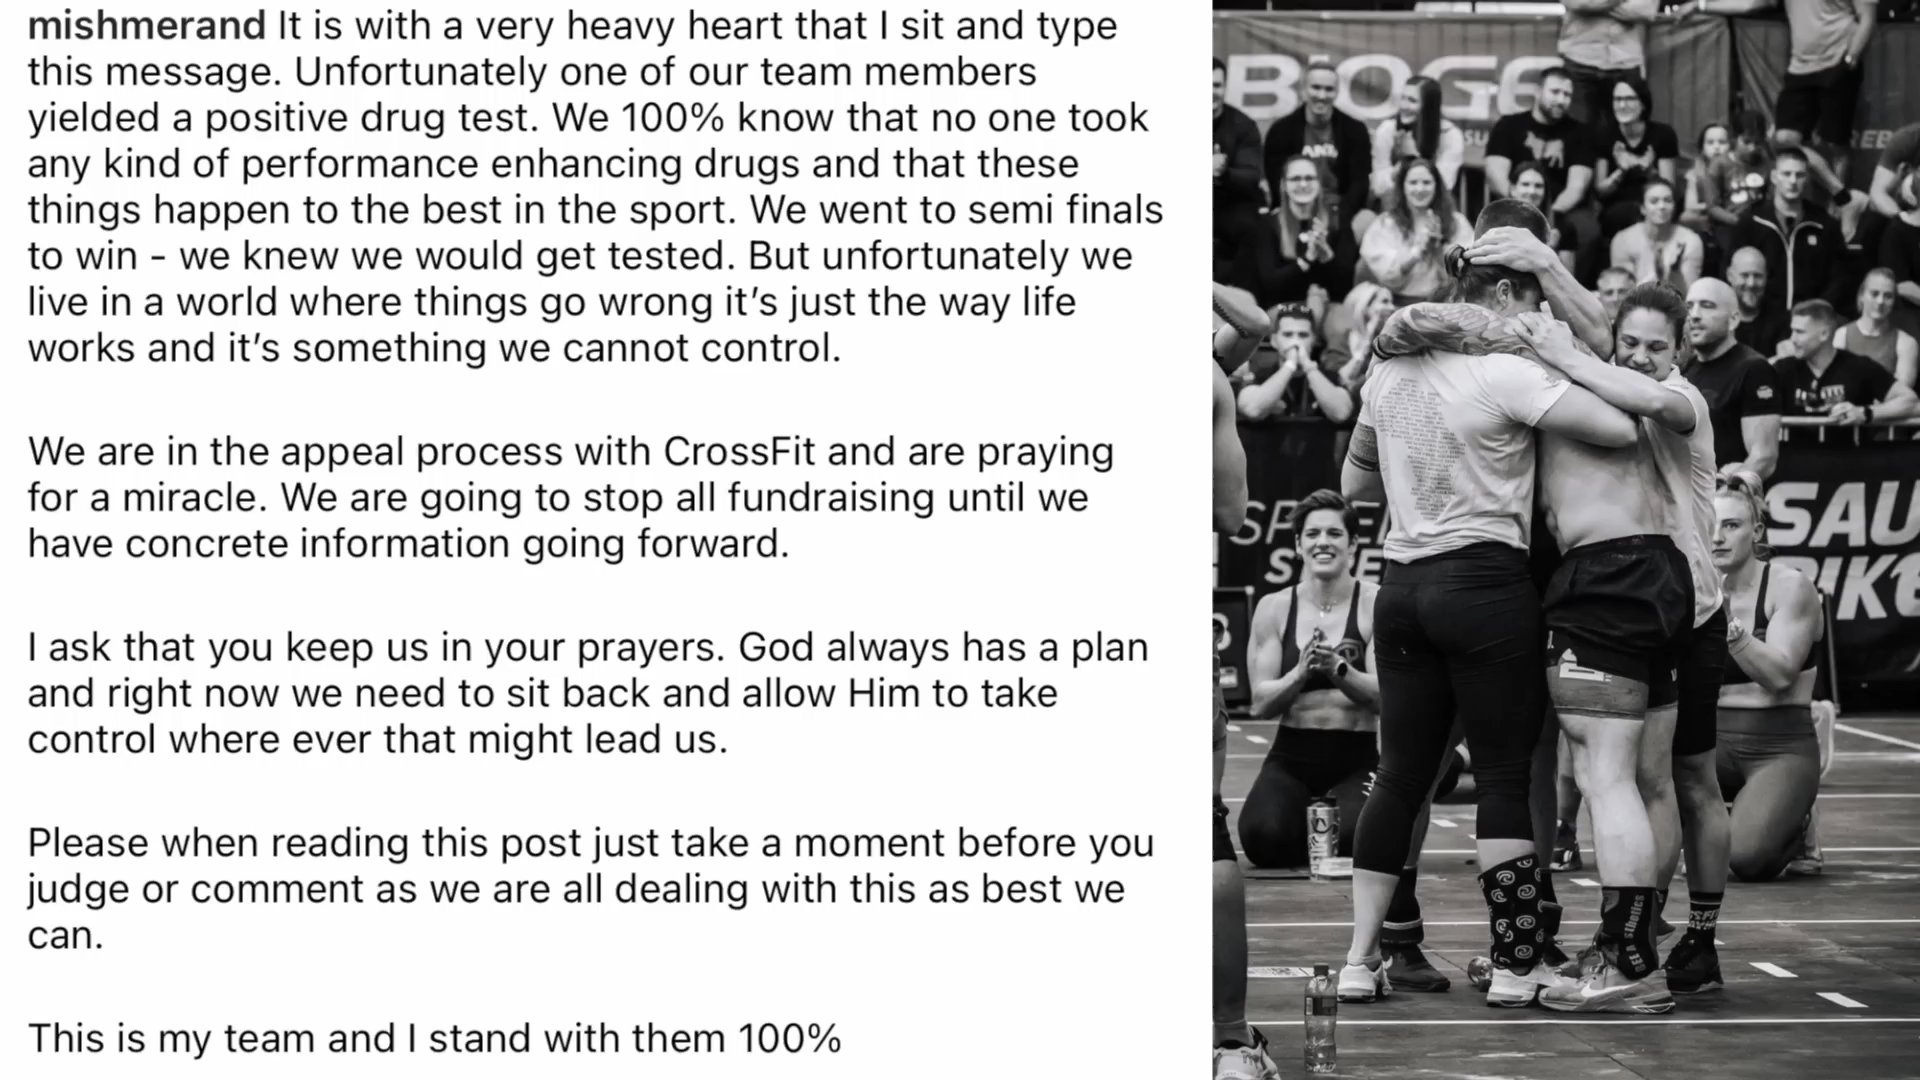 mishmerand It is with a very heavy heart that I sit and type
this message. Unfortunately one of our team members
yielded a positive drug test. We 100% know that no one took
any kind of performance enhancing drugs and that these
things happen to the best in the sport. We went to semi finals
to win - we knew we would get tested. But unfortunately we
live in a world where things go wrong it’s just the way life
works and it’s something we cannot control.
We are in the appeal process with CrossFit and are praying
for a miracle. We are going to stop all fundraising until we
have concrete information going forward.
I ask that you keep us in your prayers. God always has a plan
and right now we need to sit back and allow Him to take
control where ever that might lead us.
Please when reading this post just take a moment before you
judge or comment as we are all dealing with this as best we
can.
This is my team and I stand with them 100%
BIOGE
SAU